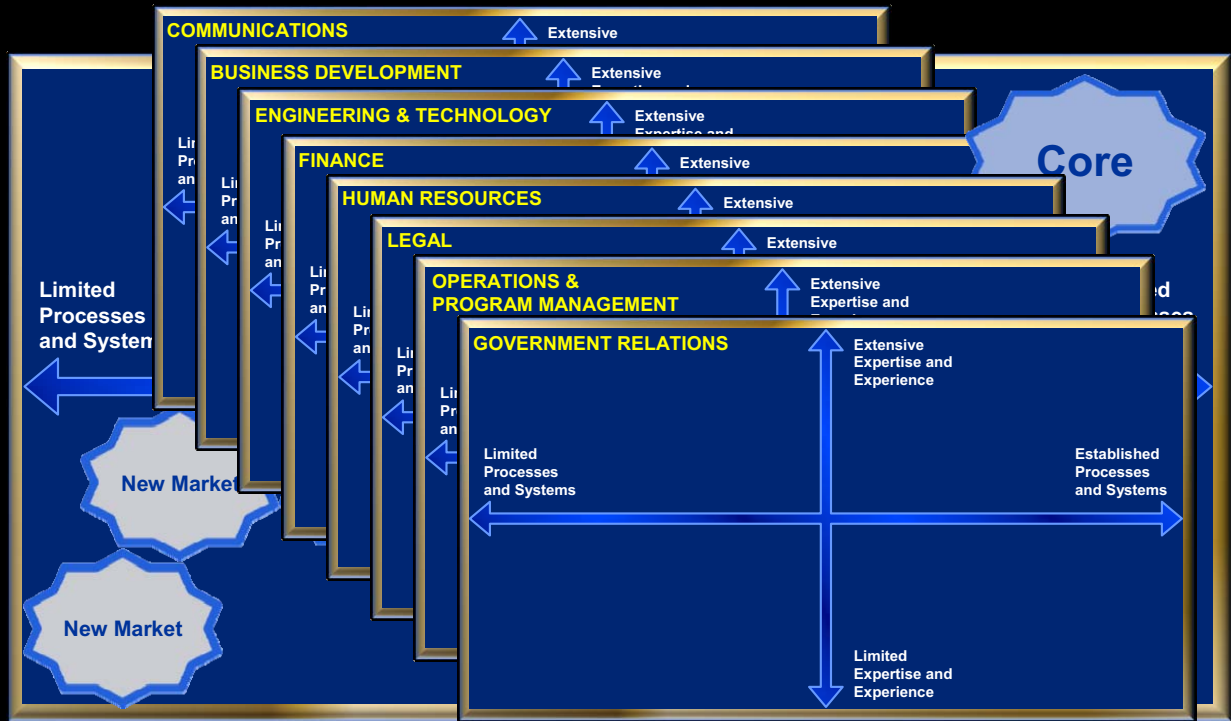 COMMUNICATIONS
Extensive
BUSINESS DEVELOPMENT
Extensive
ENGINEERING & TECHNOLOGY
Extensive
Expertise and
FINANCE
Extensive
HUMAN RESOURCES
Extensive
LEGAL
Extensive
OPERATIONS &
PROGRAM MANAGEMENT
Extensive
Expertise and
GOVERNMENT RELATIONS
Extensive
Expertise and
Experience
Limited
Processes
and Systems
Established
Processes
and Systems
Limited
Expertise and
Experience
Core
Limited
Processes
and System
New Market
New Market